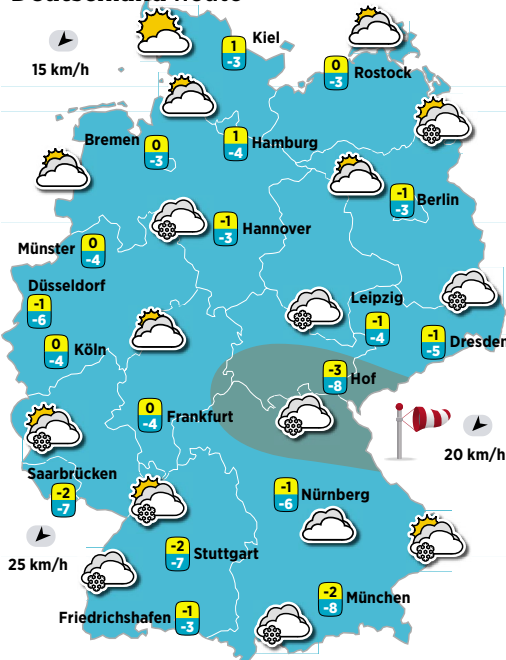 Deutschland heute
Kiel
1
-3
15 km/h
0
-3
Rostock
Bremen
0
-3
1
-4
Hamburg
-1
-3
Berlin
-1
-3
Hannover
Münster
0
-4
Düsseldorf
-1
-6
Leipzig
-1
-4
-1
-5
Dresden
0
-4
Köln
-3
-8
Hof
0
-4
Frankfurt
20 km/h
Saarbrücken
-2
-7
-1
-6
Nürnberg
25 km/h
-2
-7
Stuttgart
-2
-8
München
Friedrichshafen
-1
-3